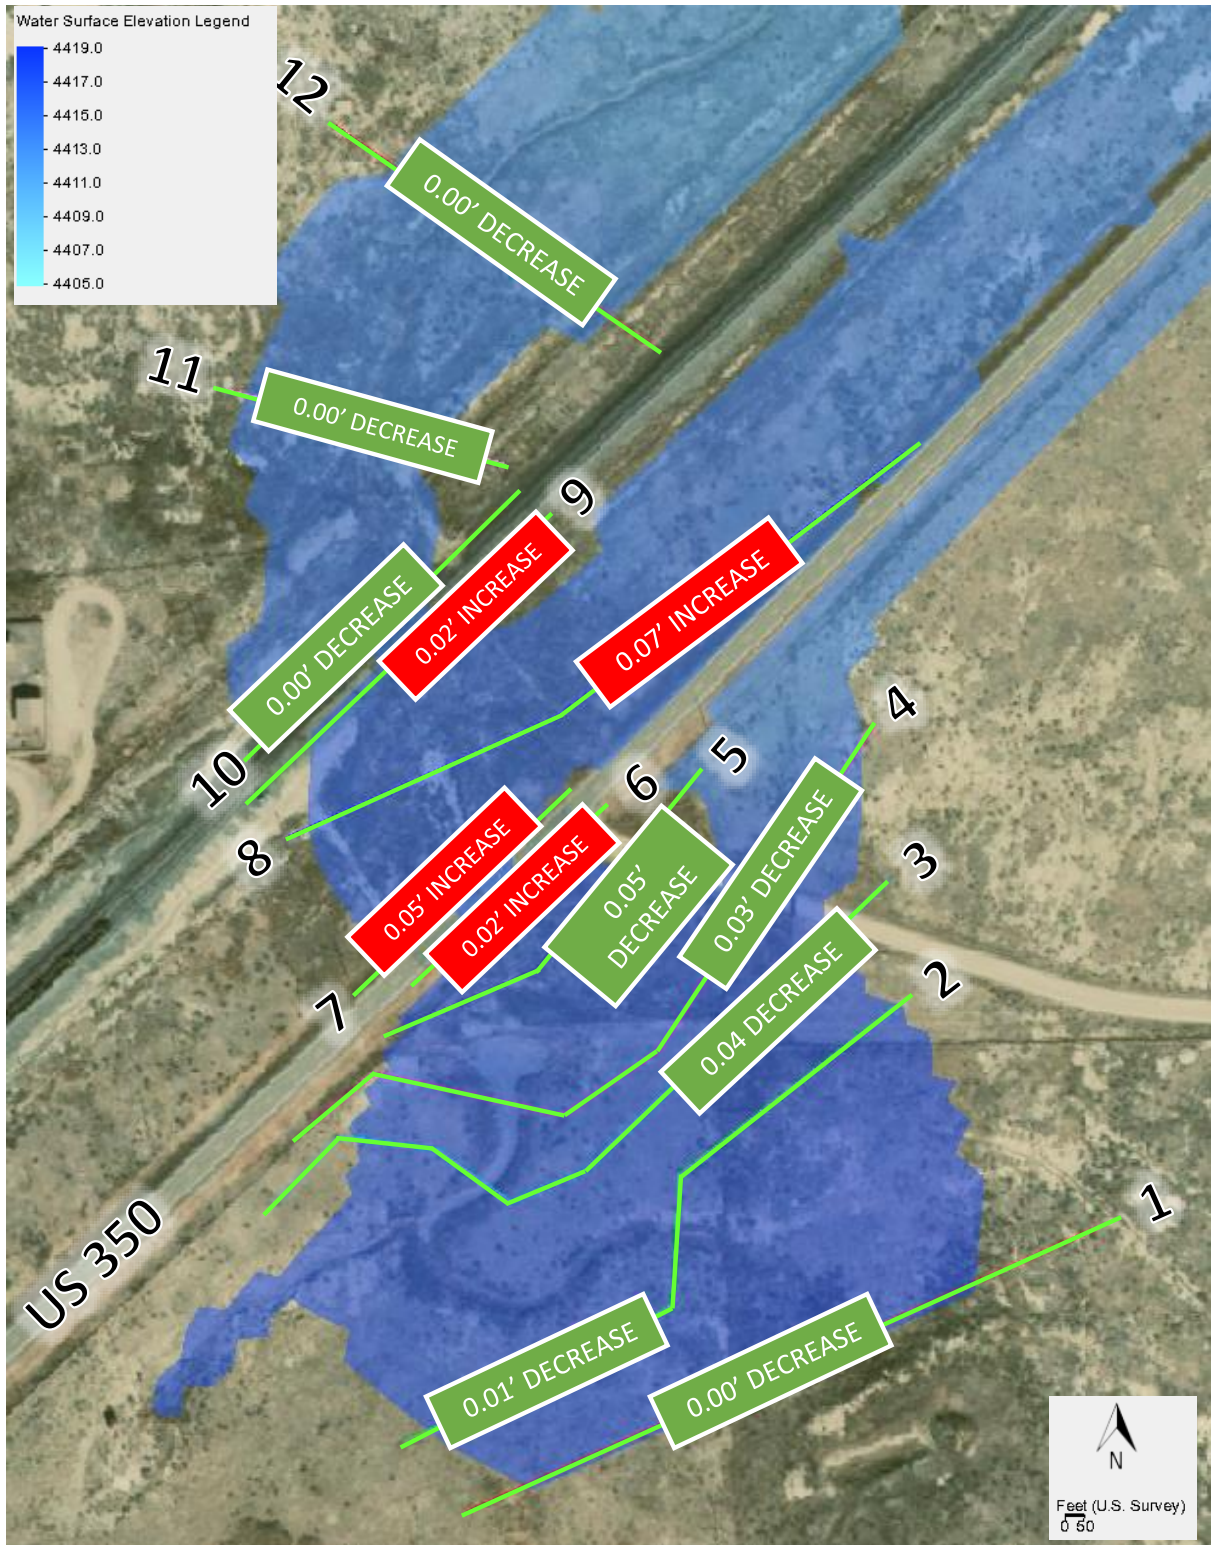 Water Surface Elevation Legend
4419.0
4417.0
4415.0
4413.0
4411.0
4409.0
4407.0
4405.0
12
0.00’ DECREASE
11
0.00’ DECREASE
9
0.02’ INCREASE
0.00’ DECREASE
10
0.07’ INCREASE
8
4
5
6
0.03’ DECREASE
0.05’ INCREASE
0.02’ INCREASE
0.05’
DECREASE
3
7
2
0.04 DECREASE
1
US 350
0.01’ DECREASE
0.00’ DECREASE
N
Feet (U.S. Survey)
0 50